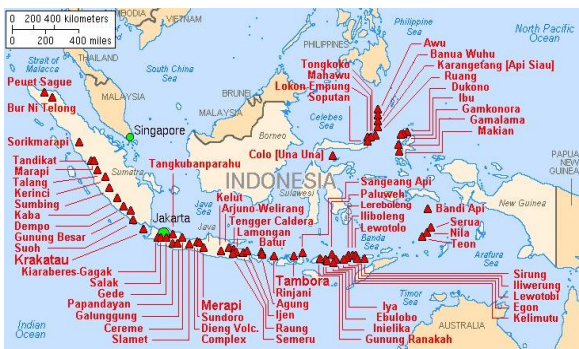 0 200 400 kilometers
0 200 400 miles
CAMBODIA
VIETNAM
THAILAND
Strait of
Malacca
South China
Sea
PHILIPPINES
Philippine
Sea
North Pacific
Ocean
MALAYSIA
BRUNEI
MALAYSIA
Celebes
Sea
Borneo
Singapore
Sumatra
INDONESIA
Sulawesi
Java
Sea
Java
Jakarta
Banda
Sea
New Guinea
PAPUA
NEW
GUINEA
Arafura
Sea
Timor
Sea
AUSTRALIA
Indian
Ocean
Peuet Sague
Bur Ni Telong
Sorikmarapi
Tandikat
Marapi
Talang
Kerinci
Sumbing
Kaba
Dempo
Gunung Besar
Suoh
Krakatau
Kiaraberes-Gagak
Salak
Gede
Papandayan
Galunggung
Cereme
Slamet
Tangkubanparahu
Merapi
Sundoro
Dieng Volc.
Complex
Kelut
Arjuno-Welirang
Tengger Caldera
Lamongan
Batur
Tambora
Rinjani
Agung
Ijen
Raung
Semeru
Sangeang Api
Paluweh
Lereboleng
Iliboleng
Lewotolo
Iya
Ebulobo
Inielika
Gunung Ranakah
Sirung
Iliwerung
Lewotobi
Egon
Kelimutu
Bandi Api
Serua
Nila
Teon
Colo [Una Una]
Tongkoko
Mahawu
Lokon Empung
Soputan
Awu
Banua Wuhu
Karangetang [Api Siau]
Ruang
Dukono
Ibu
Gamkonora
Gamalama
Makian